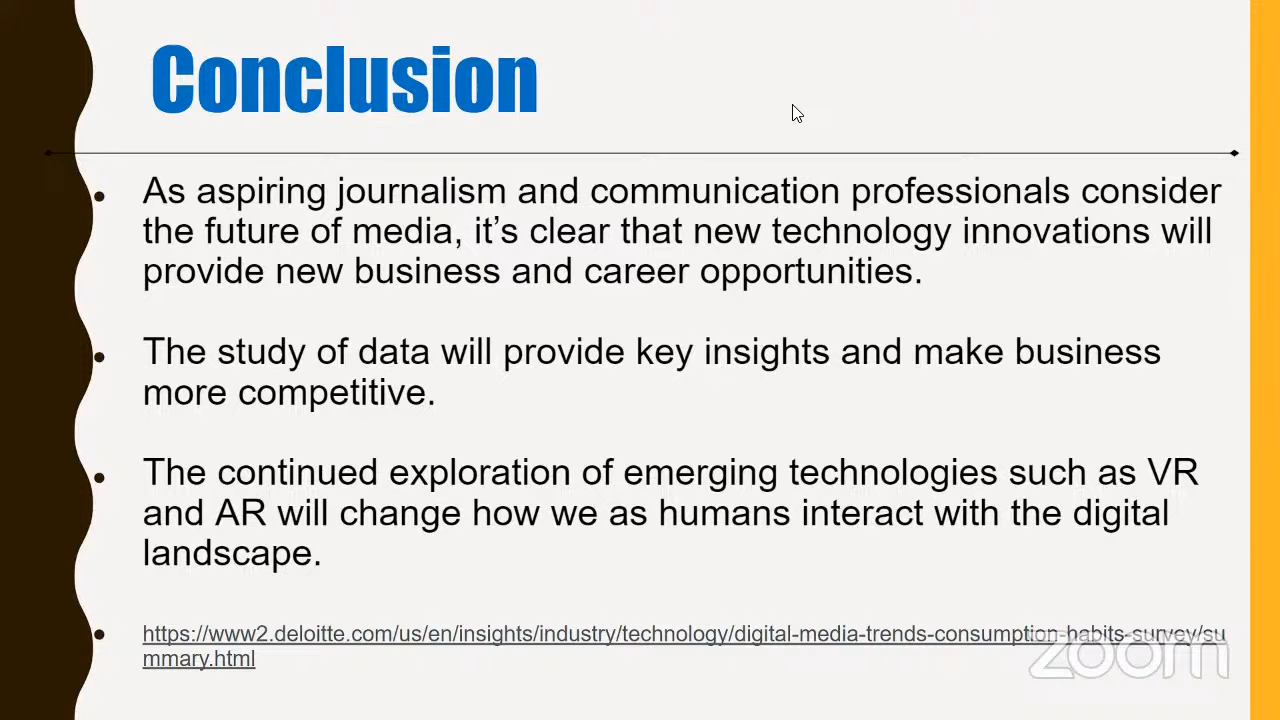 Conclusion
• As aspiring journalism and communication professionals consider
the future of media, it’s clear that new technology innovations will
provide new business and career opportunities.
• The study of data will provide key insights and make business
more competitive.
• The continued exploration of emerging technologies such as VR
and AR will change how we as humans interact with the digital
landscape.
• https://www2.deloitte.com/us/en/insights/industry/technology/digital-media-trends-consumption-habits-survey/su
mmary.html
zoom